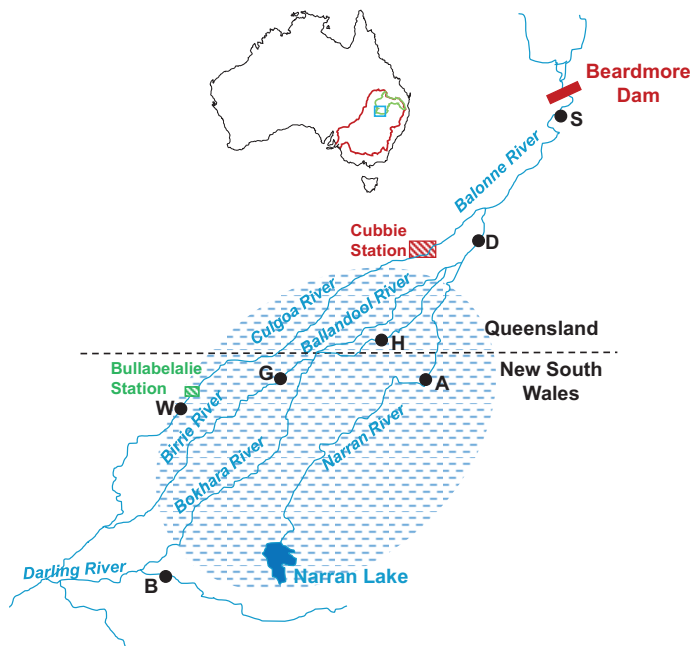 Beardmore
Dam
S
Balonne River
Cubbie
Station
D
Culgoa River
Ballandool River
H
Queensland
New South
Wales
Bullabelalie
Station
G
A
W
Birrie River
Bokhara River
Narran River
Darling River
B
Narran Lake